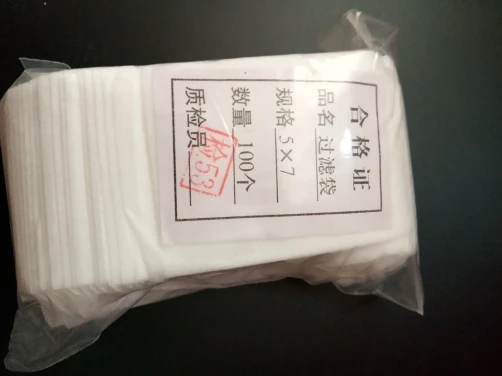 合格证
品名 过滤袋
规格 5×7
数量 100个
质检员
检53